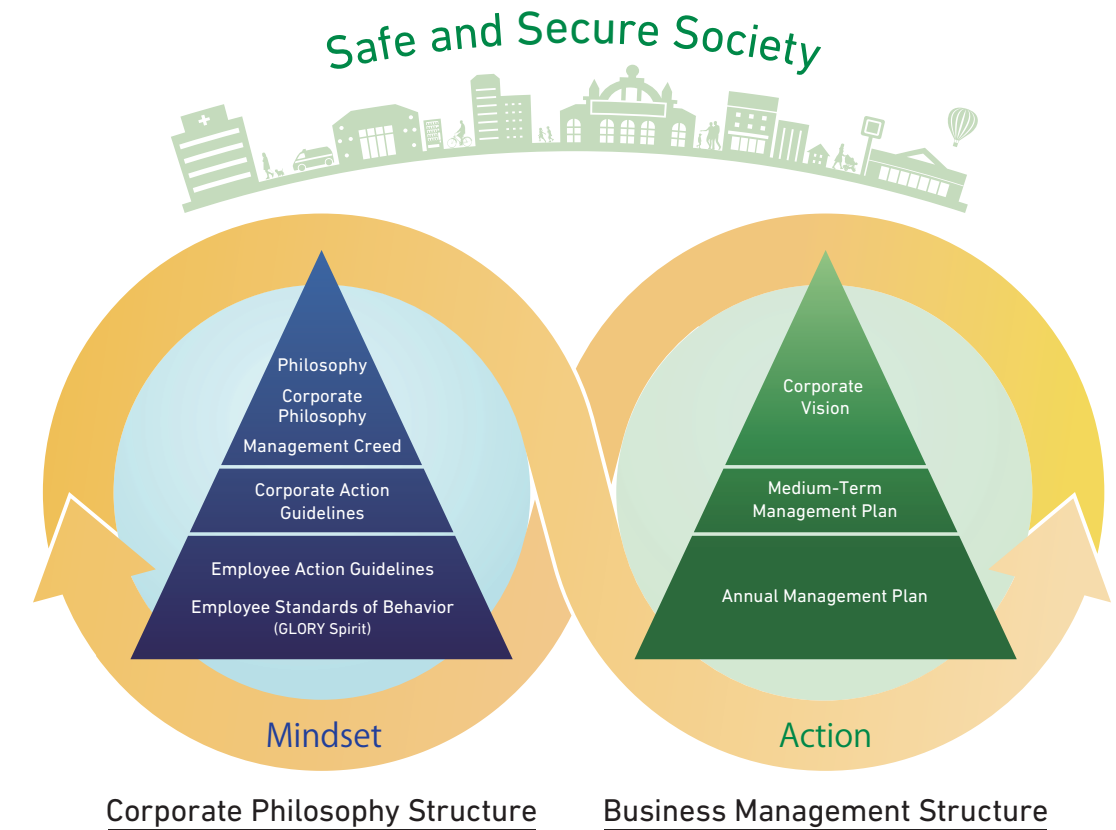 Safe and Secure Society
Philosophy
Corporate
Philosophy
Management Creed
Corporate Action
Guidelines
Employee Action Guidelines
Employee Standards of Behavior
(GLORY Spirit)
Mindset
Corporate Philosophy Structure
Corporate
Vision
Medium-Term
Management Plan
Annual Management Plan
Action
Business Management Structure